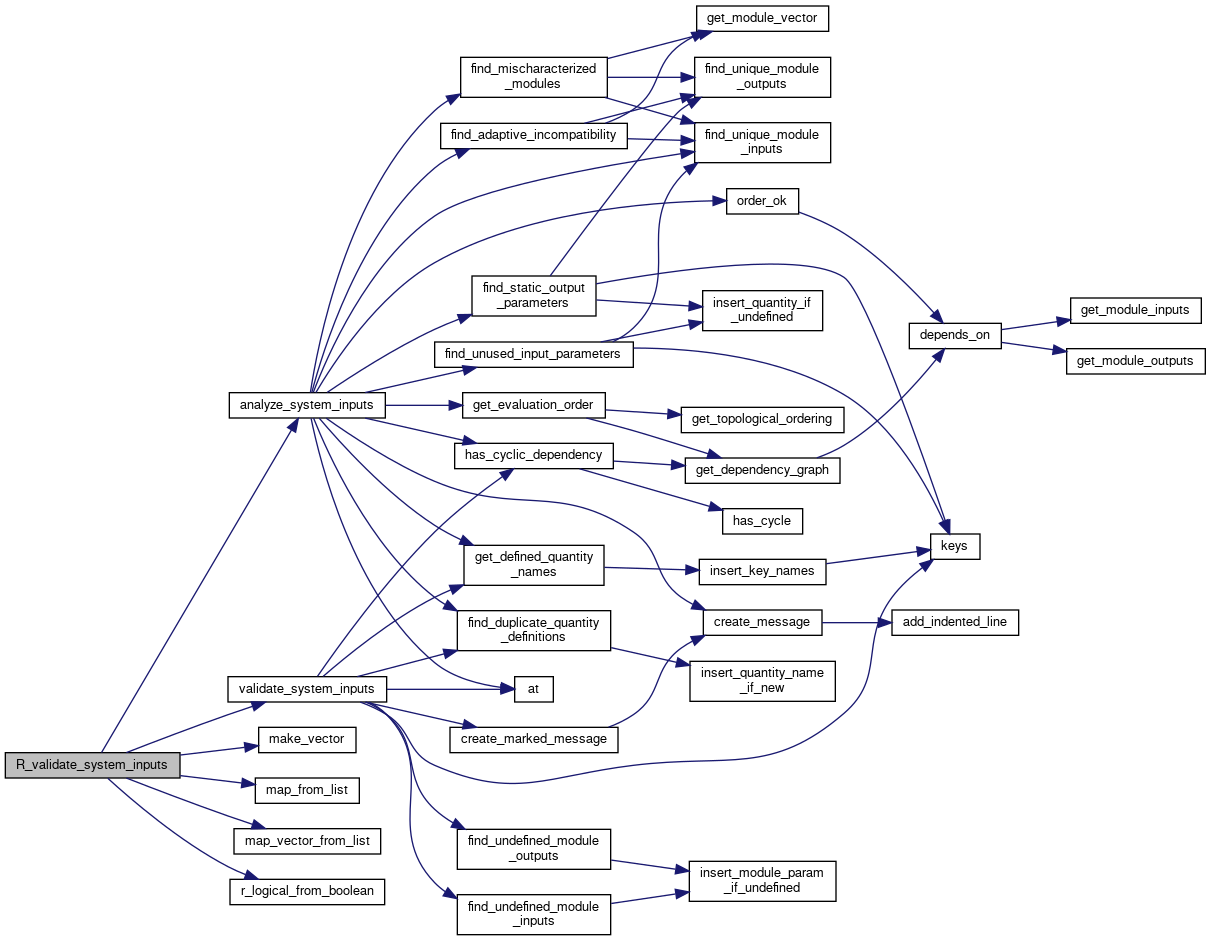 get_module_vector
find_mischaracterized
_modules
find_unique_module
_outputs
find_adaptive_incompatibility
find_unique_module
_inputs
order_ok
find_static_output
_parameters
insert_quantity_if
_undefined
get_module_inputs
depends_on
find_unused_input_parameters
get_module_outputs
analyze_system_inputs
get_evaluation_order
get_topological_ordering
has_cyclic_dependency
get_dependency_graph
has_cycle
keys
get_defined_quantity
_names
insert_key_names
create_message
add_indented_line
find_duplicate_quantity
_definitions
insert_quantity_name
_if_new
validate_system_inputs
at
make_vector
create_marked_message
R_validate_system_inputs
map_from_list
map_vector_from_list
find_undefined_module
_outputs
insert_module_param
_if_undefined
r_logical_from_boolean
find_undefined_module
_inputs